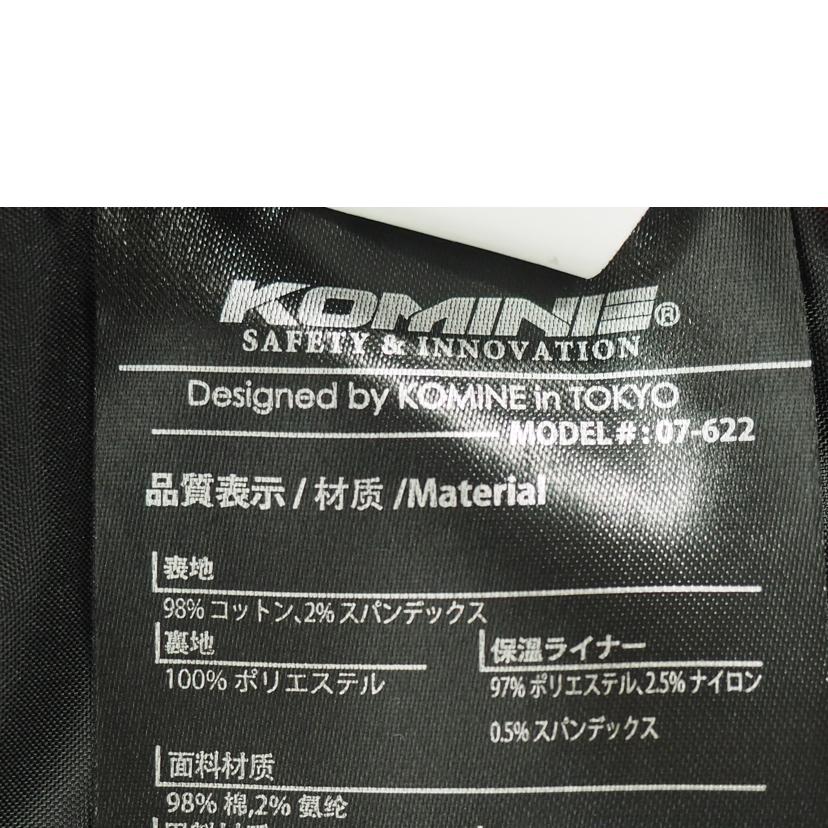 KOMINE®
SAFETY & INNOVATION
Designed by KOMINE in TOKYO
MODEL#:07-622
品質表示/材质/Material
表地
98% コットン、2% スパンデックス
裏地
100% ポリエステル
保温ライナー
97% ポリエステル、2.5% ナイロン
0.5% スパンデックス
面料材质
98% 棉,2% 氨纶